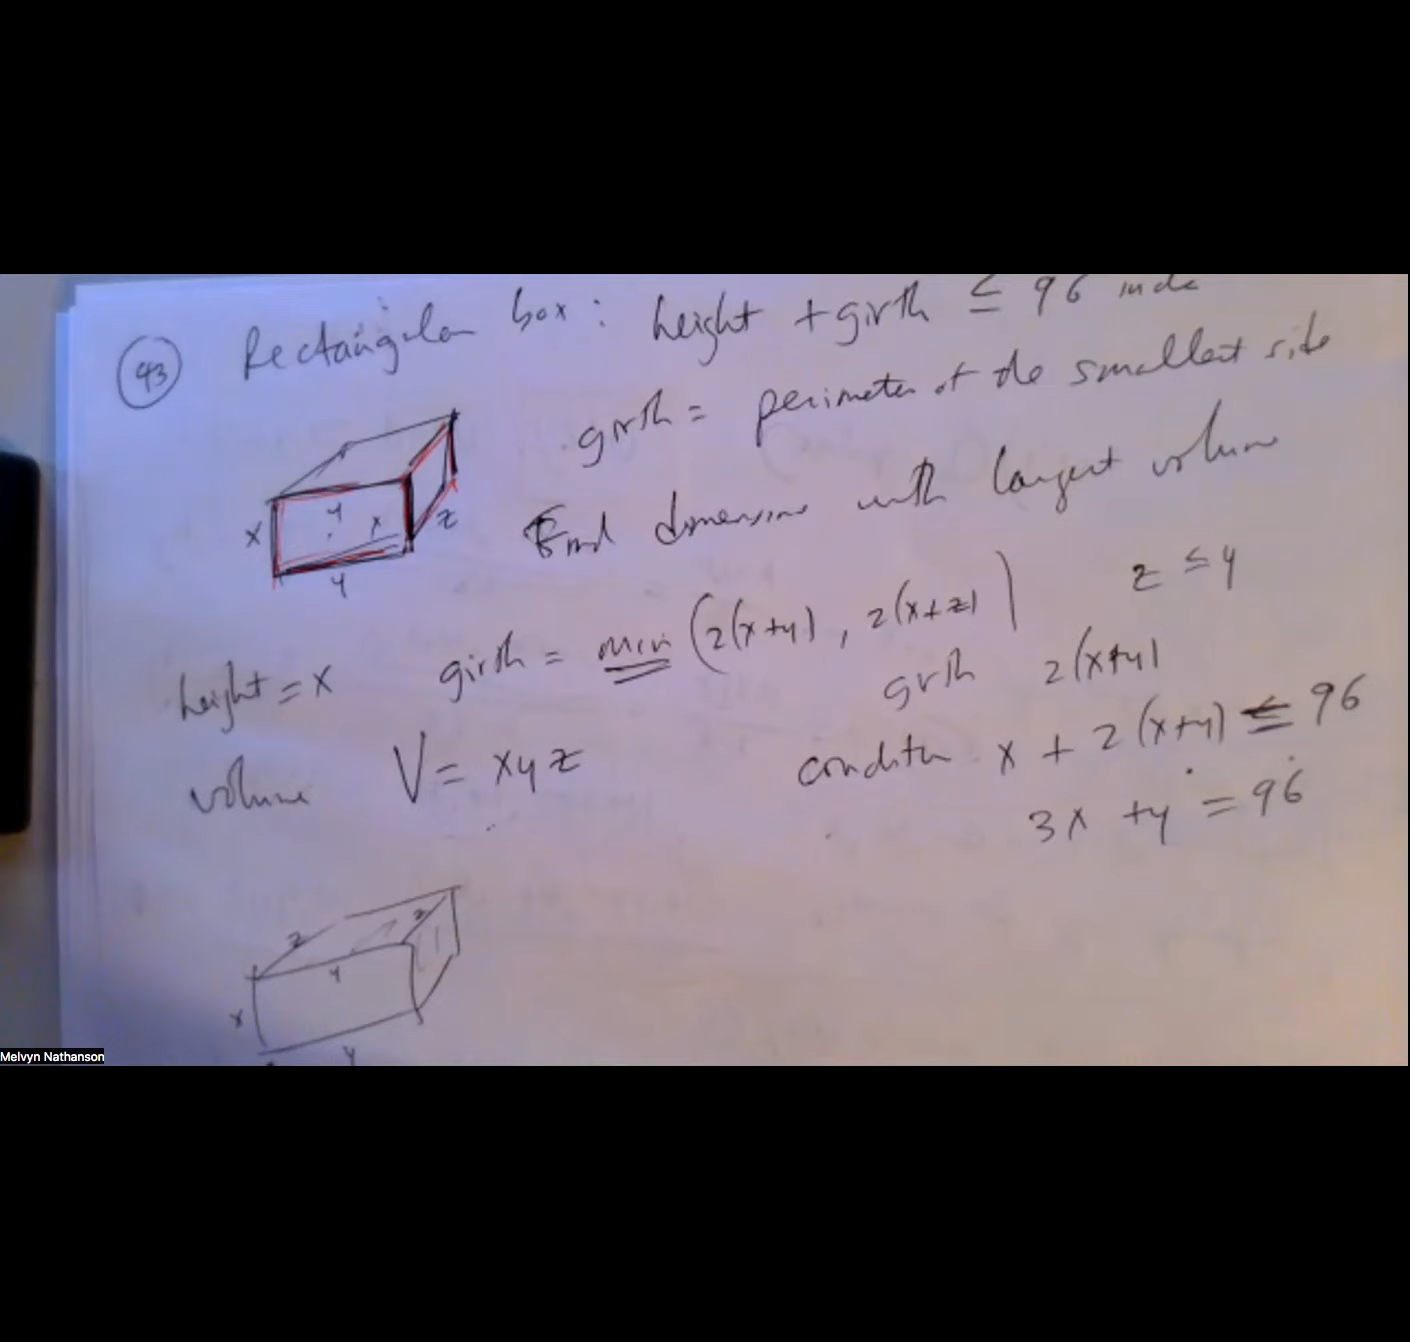 43 Rectangular box: height + girth ≤ 96
girth = perimeter of the smallest side
Find dimensions with largest volume
x y x z
y
z ≤ y
height = x girth = min (2(x+y), 2(x+z))
girth 2(x+y)
volume V = xyz condition x + 2(x+y) ≤ 96
3x + y = 96
z z
y
x
y
Melvyn Nathanson